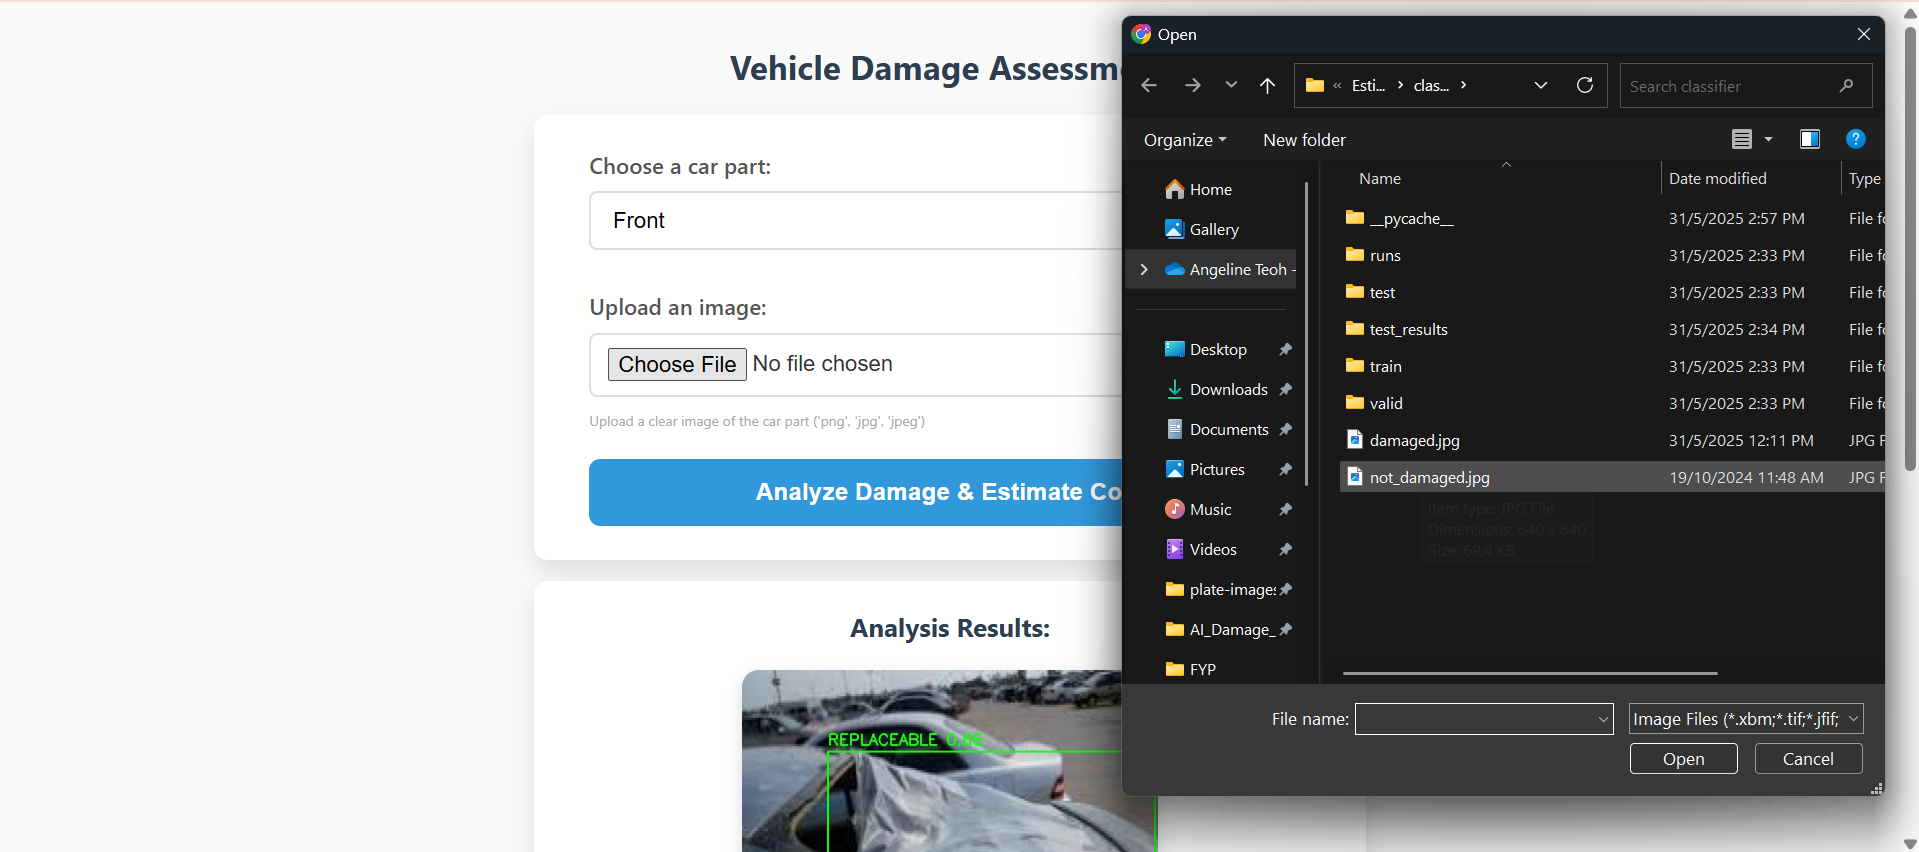 Vehicle Damage Assessm
Choose a car part:
Front
Upload an image:
Choose File No file chosen
Upload a clear image of the car part ('png', 'jpg', 'jpeg')
Analyze Damage & Estimate Co
Analysis Results:
REPLACEABLE
Open
« Esti... > clas... >
Search classifier
Organize
New folder
Home
Gallery
Angeline Teoh -
Desktop
Downloads
Documents
Pictures
Music
Videos
plate-images
AI_Damage_
FYP
Name Date modified Type
__pycache__ 31/5/2025 2:57 PM File fo
runs 31/5/2025 2:33 PM File fo
test 31/5/2025 2:33 PM File fo
test_results 31/5/2025 2:34 PM File fo
train 31/5/2025 2:33 PM File fo
valid 31/5/2025 2:33 PM File fo
damaged.jpg 31/5/2025 12:11 PM JPG F
not_damaged.jpg 19/10/2024 11:48 AM JPG F
Item type: JPG File
Dimensions: 640 x 640
Size: 69.4 KB
File name:
Image Files (*.xbm;*.tif;*.jfif;
Open
Cancel